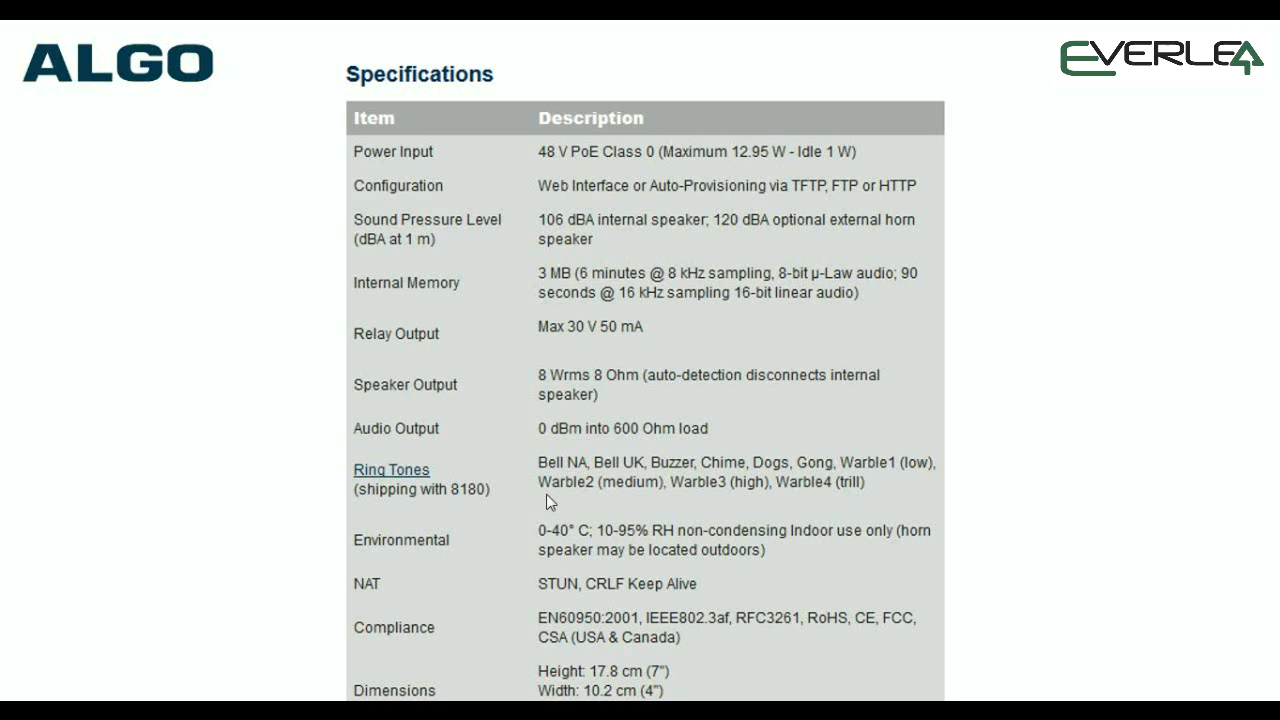 ALGO
EVERLEA
Specifications
Item Description
Power Input 48 V PoE Class 0 (Maximum 12.95 W - Idle 1 W)
Configuration Web Interface or Auto-Provisioning via TFTP, FTP or HTTP
Sound Pressure Level 106 dBA internal speaker; 120 dBA optional external horn
(dBA at 1 m) speaker
Internal Memory 3 MB (6 minutes @ 8 kHz sampling, 8-bit µ-Law audio; 90
seconds @ 16 kHz sampling 16-bit linear audio)
Relay Output Max 30 V 50 mA
Speaker Output 8 Wrms 8 Ohm (auto-detection disconnects internal
speaker)
Audio Output 0 dBm into 600 Ohm load
Ring Tones Bell NA, Bell UK, Buzzer, Chime, Dogs, Gong, Warble1 (low),
(shipping with 8180) Warble2 (medium), Warble3 (high), Warble4 (trill)
Environmental 0-40° C; 10-95% RH non-condensing Indoor use only (horn
speaker may be located outdoors)
NAT STUN, CRLF Keep Alive
Compliance EN60950:2001, IEEE802.3af, RFC3261, RoHS, CE, FCC,
CSA (USA & Canada)
Height: 17.8 cm (7")
Dimensions Width: 10.2 cm (4")